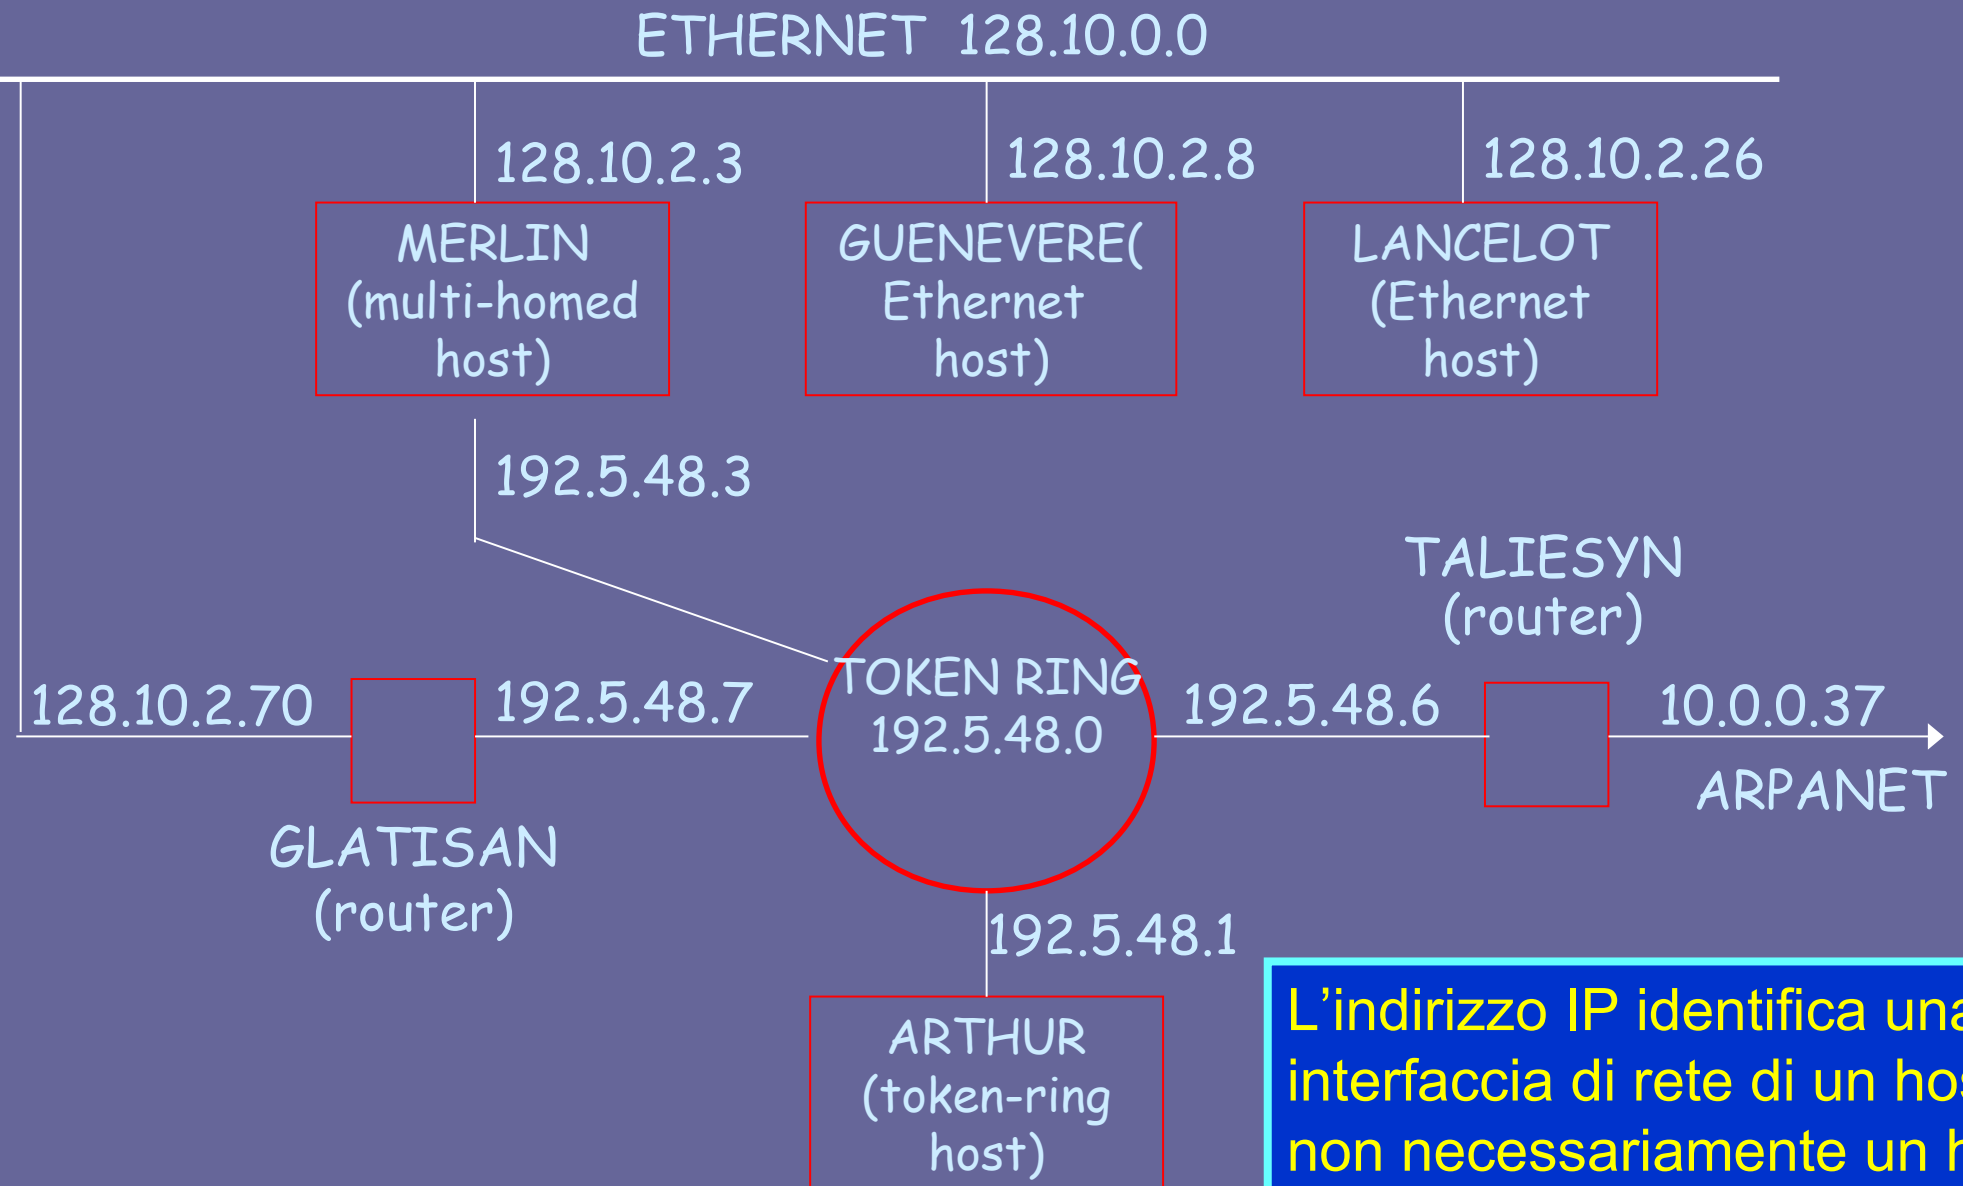 ETHERNET 128.10.0.0
128.10.2.3
128.10.2.8
128.10.2.26
MERLIN
(multi-homed
host)
GUENEVERE(
Ethernet
host)
LANCELOT
(Ethernet
host)
192.5.48.3
TALIESYN
(router)
128.10.2.70
192.5.48.7
TOKEN RING
192.5.48.0
192.5.48.6
10.0.0.37
ARPANET
GLATISAN
(router)
192.5.48.1
ARTHUR
(token-ring
host)
L’indirizzo IP identifica una
interfaccia di rete di un
non necessariamente un